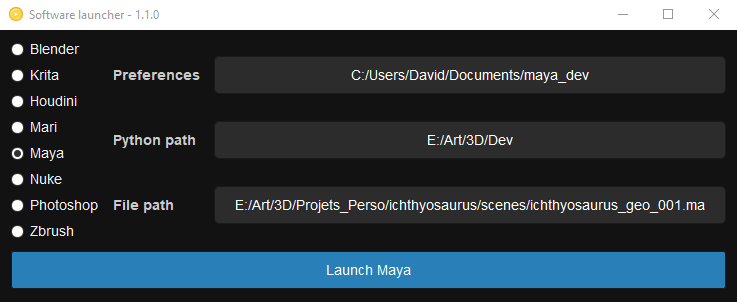 Software launcher - 1.1.0
Blender
Krita
Houdini
Mari
Maya
Nuke
Photoshop
Zbrush
Preferences
C:/Users/David/Documents/maya_dev
Python path
E:/Art/3D/Dev
File path
E:/Art/3D/Projets_Perso/ichthyosaurus/scenes/ichthyosaurus_geo_001.ma
Launch Maya